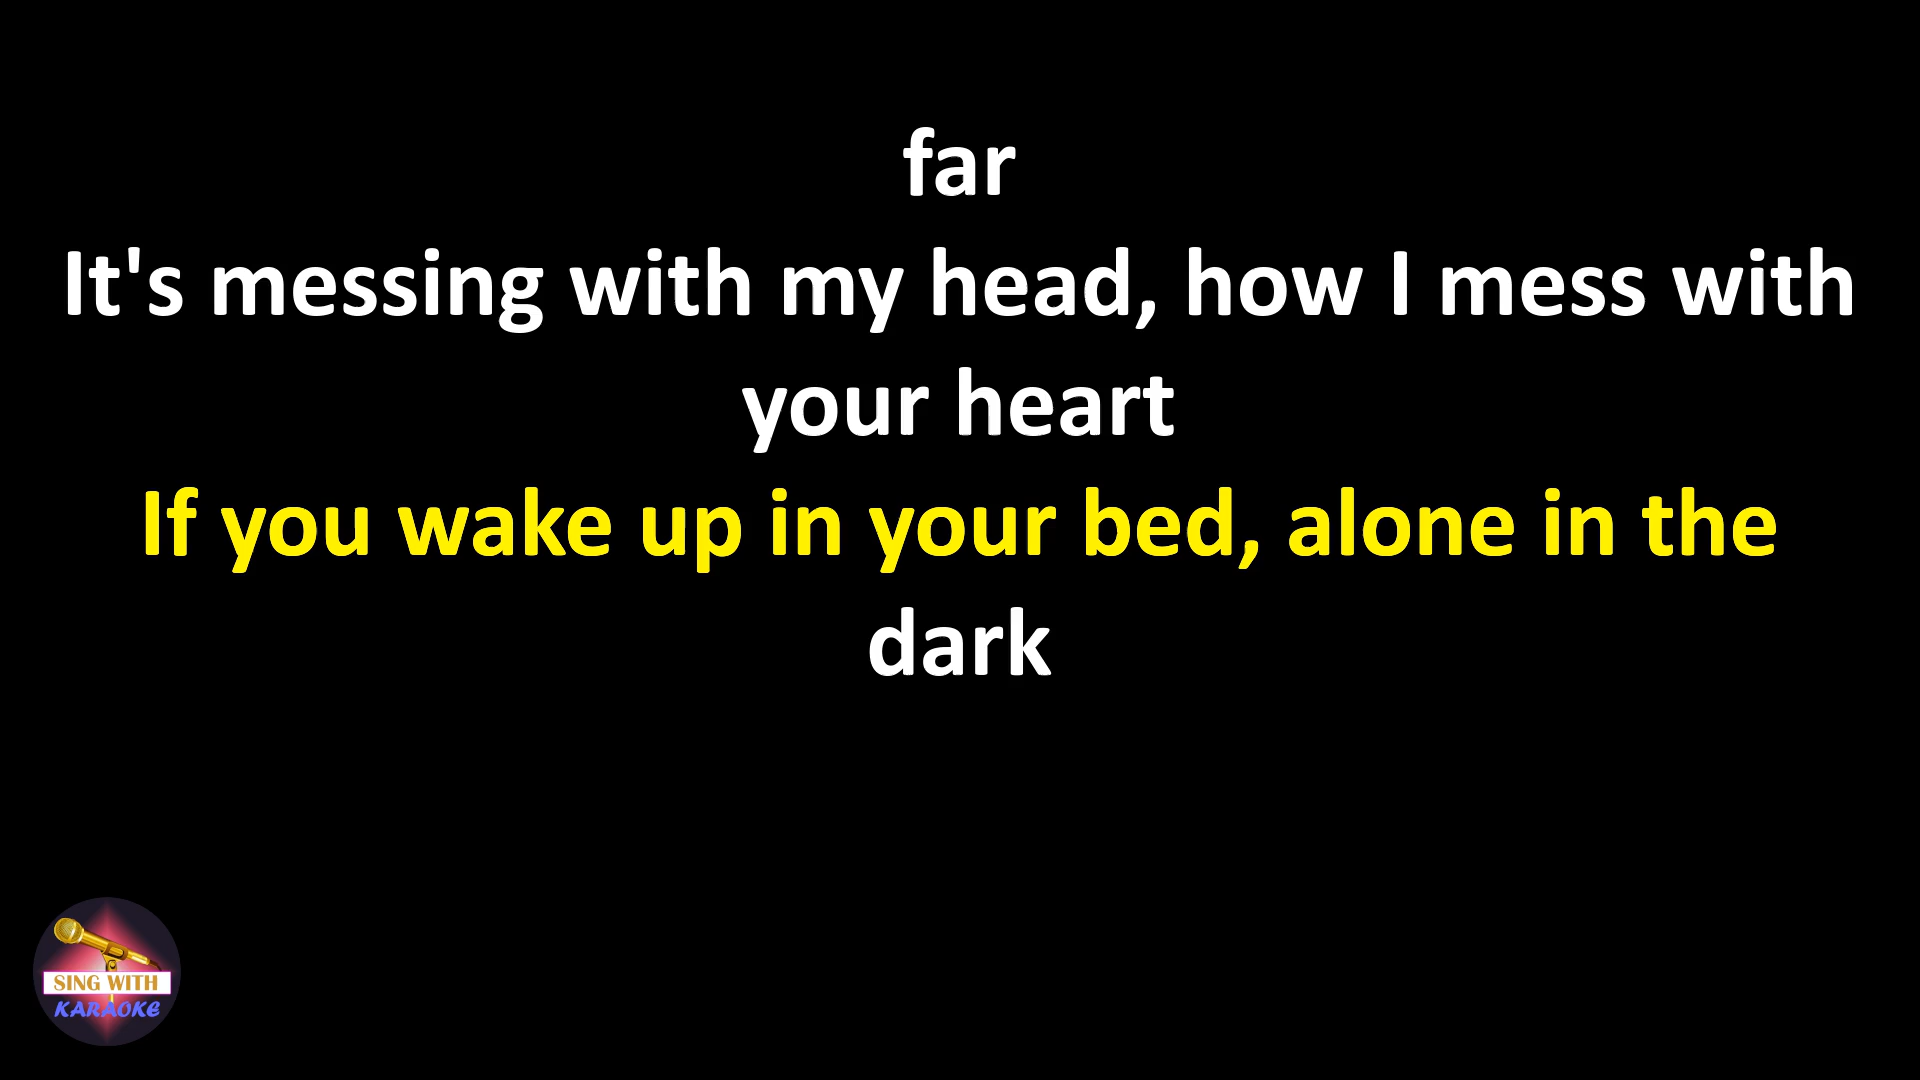 far
It's messing with my head, how I mess with
your heart
If you wake up in your bed, alone in the
dark
SING WITH
KARAOKE